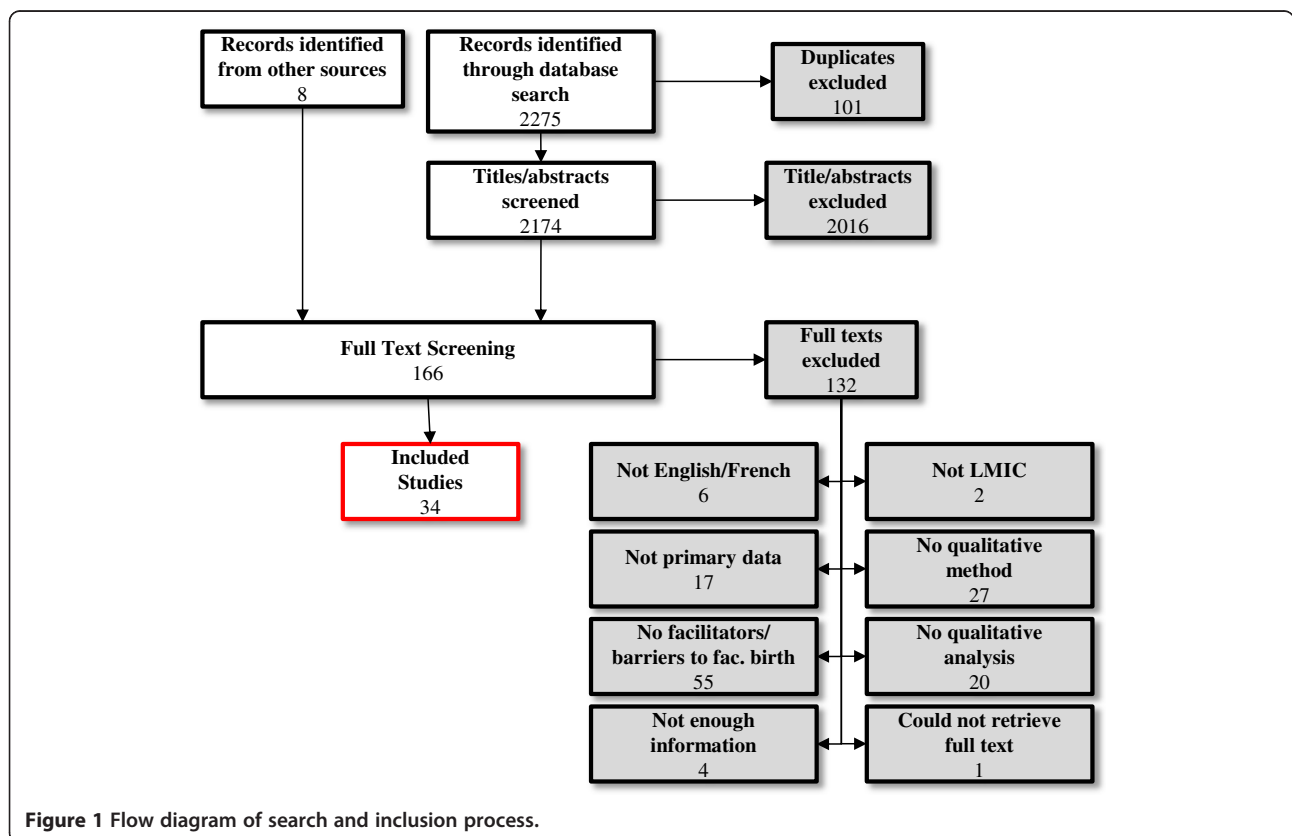 Records identified
from other sources
8
Records identified
through database
search
2275
Duplicates
excluded
101
Titles/abstracts
screened
2174
Title/abstracts
excluded
2016
Full Text Screening
166
Full texts
excluded
132
Included
Studies
34
Not English/French
6
Not LMIC
2
Not primary data
17
No qualitative
method
27
No facilitators/
barriers to fac. birth
55
No qualitative
analysis
20
Not enough
information
4
Could not retrieve
full text
1
Figure 1 Flow diagram of search and inclusion process.